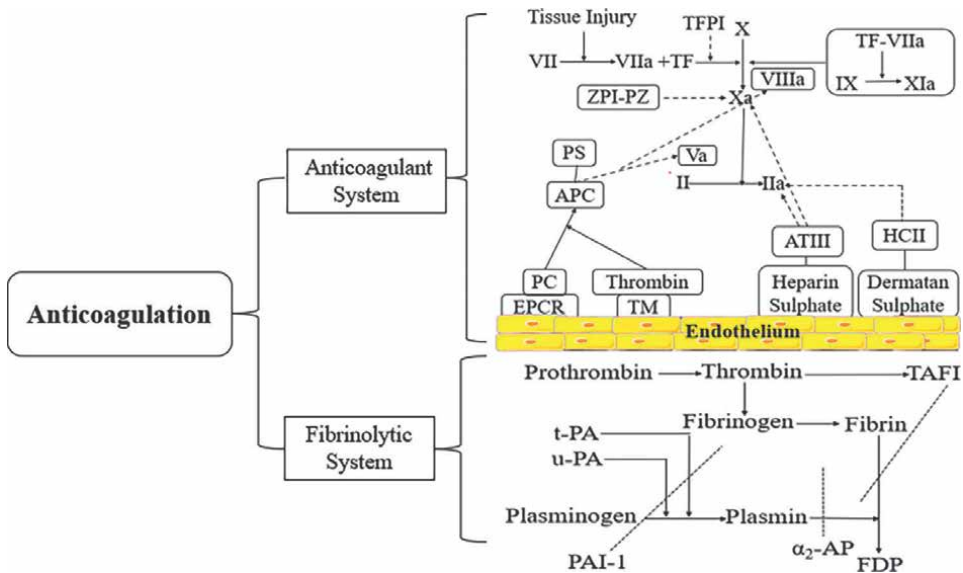 Tissue Injury
TFPI
X
VII
VIIa +TF
TF-VIIa
IX
XIa
VIIIa
ZPI-PZ
Xa
PS
Va
Anticoagulant
System
APC
II
IIa
ATIII
HCII
PC
EPCR
Thrombin
TM
Heparin
Sulphate
Dermatan
Sulphate
Anticoagulation
Endothelium
Prothrombin
Thrombin
TAFI
Fibrinogen
Fibrin
Fibrinolytic
System
t-PA
u-PA
Plasminogen
Plasmin
PAI-1
α₂-AP
FDP